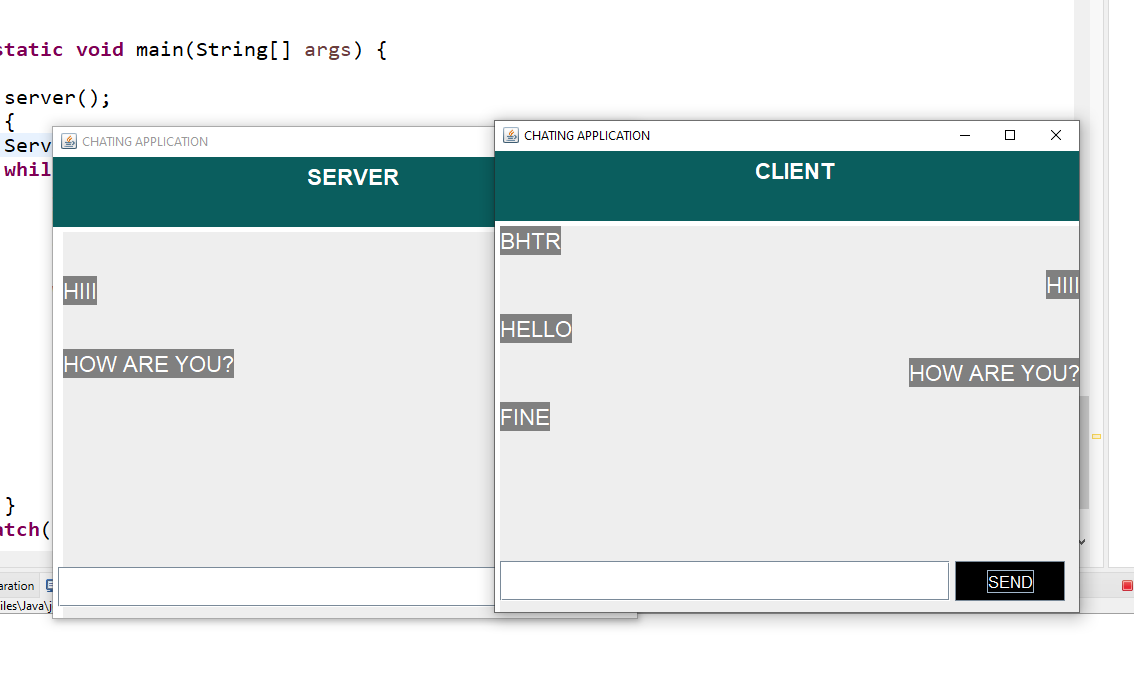 static void main(String[] args) {
server();
{
Serv
whil
}
atch(
CHATING APPLICATION
SERVER
HIII
HOW ARE YOU?
CHATING APPLICATION
CLIENT
BHTR
HIII
HELLO
HOW ARE YOU?
FINE
SEND
aration
iles\Java\j